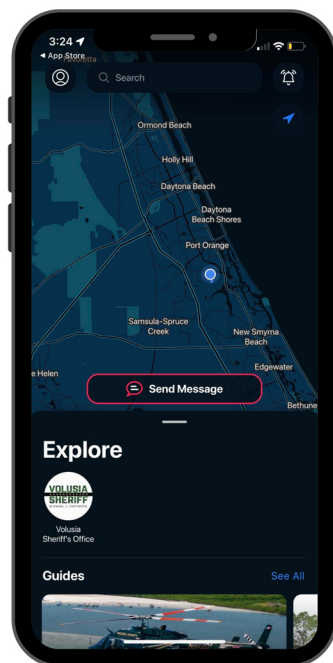 3:24
◀ App Store
Favoretta
Search
Ormond Beach
Holly Hill
Daytona Beach
Daytona
Beach Shores
Port Orange
Samsula-Spruce
Creek
New Smyrna
Beach
e Helen
Edgewater
Send Message
Bethune
Explore
VOLUSIA
SHERIFF
Volusia
Sheriff's Office
Guides
See All